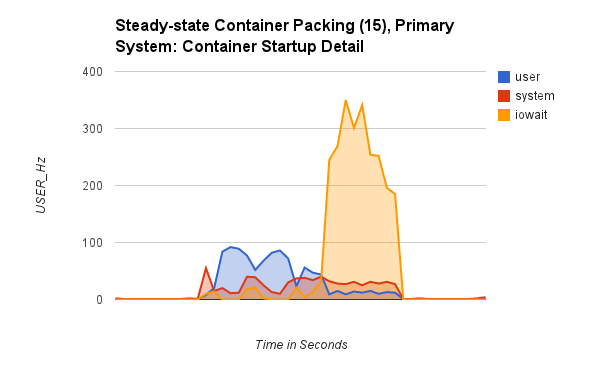 Steady-state Container Packing (15), Primary
System: Container Startup Detail
400
300
200
100
0
USER_Hz
Time in Seconds
user
system
iowait